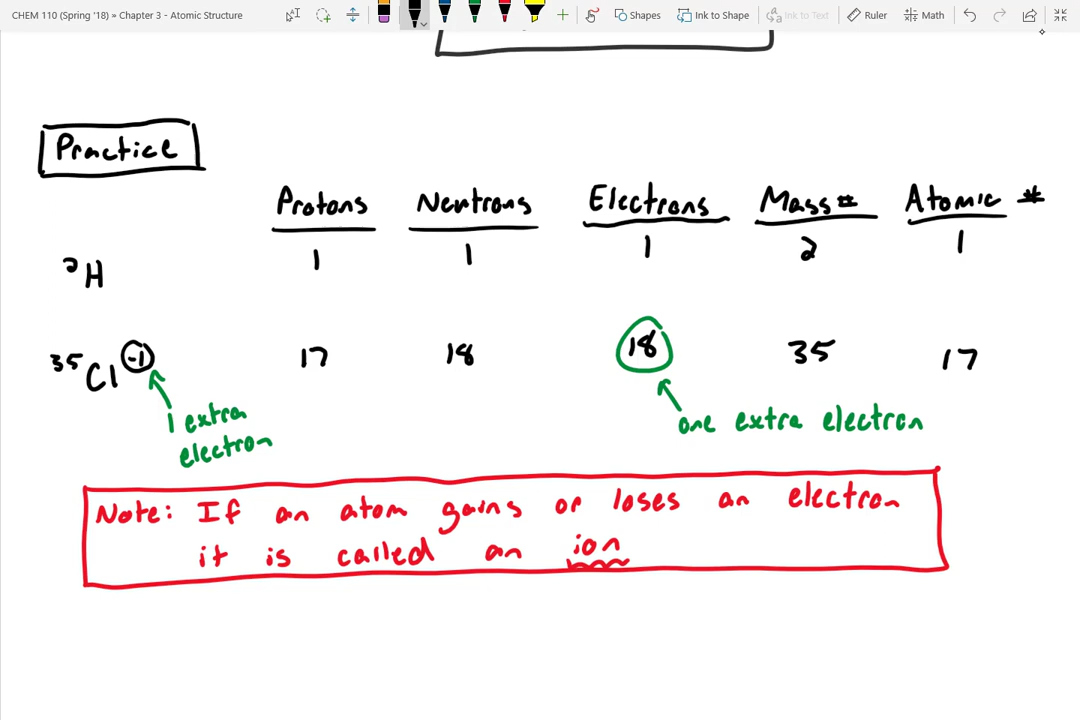 CHEM 110 (Spring '18) » Chapter 3 - Atomic Structure
Shapes
Ink to Shape
Ink to Text
Ruler
Math
Practice
Protons Neutrons Electrons Mass # Atomic #
²H 1 1 1 2 1
³⁵Cl⁻¹ 17 18 18 35 17
1 extra
electron
one extra electron
Note: If an atom gains or loses an electron
it is called an ion